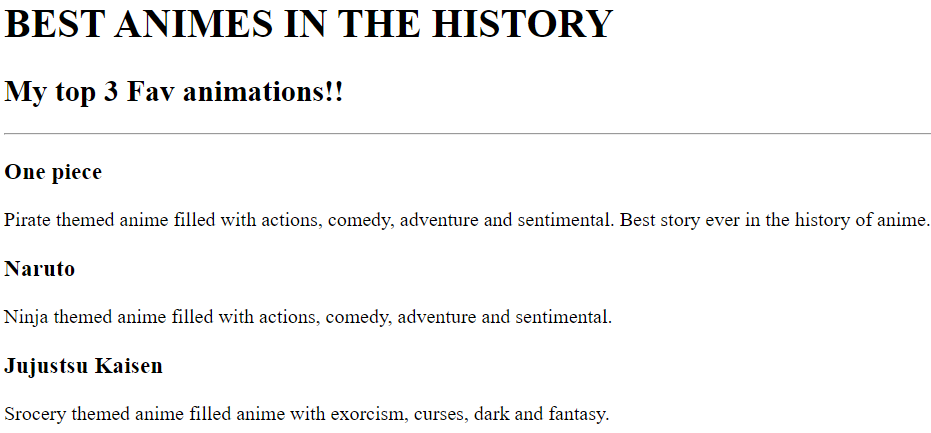 BEST ANIMES IN THE HISTORY
My top 3 Fav animations!!
One piece
Pirate themed anime filled with actions, comedy, adventure and sentimental. Best story ever in the history of anime.
Naruto
Ninja themed anime filled with actions, comedy, adventure and sentimental.
Jujustsu Kaisen
Srocery themed anime filled anime with exorcism, curses, dark and fantasy.